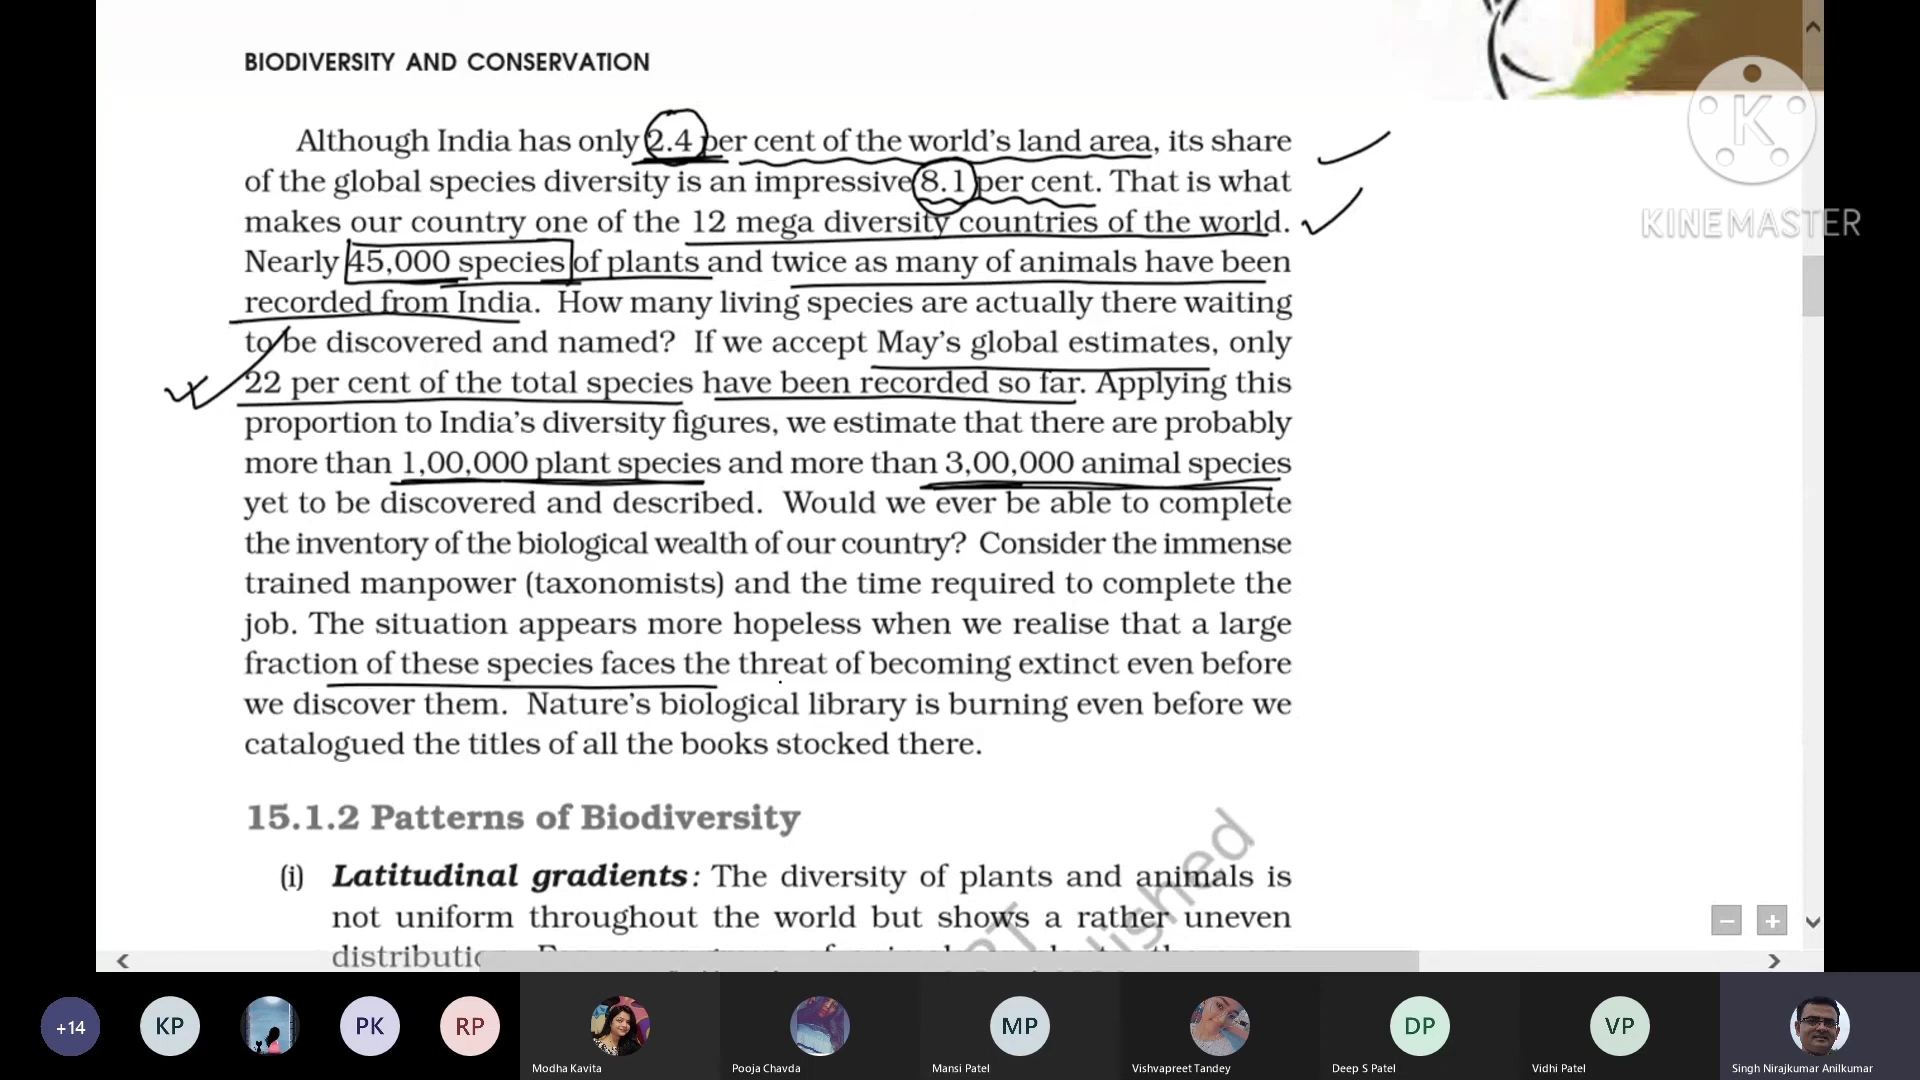 BIODIVERSITY AND CONSERVATION
Although India has only 2.4 per cent of the world's land area, its share
of the global species diversity is an impressive 8.1 per cent. That is what
makes our country one of the 12 mega diversity countries of the world.
Nearly 45,000 species of plants and twice as many of animals have been
recorded from India. How many living species are actually there waiting
to be discovered and named? If we accept May's global estimates, only
22 per cent of the total species have been recorded so far. Applying this
proportion to India's diversity figures, we estimate that there are probably
more than 1,00,000 plant species and more than 3,00,000 animal species
yet to be discovered and described. Would we ever be able to complete
the inventory of the biological wealth of our country? Consider the immense
trained manpower (taxonomists) and the time required to complete the
job. The situation appears more hopeless when we realise that a large
fraction of these species faces the threat of becoming extinct even before
we discover them. Nature's biological library is burning even before we
catalogued the titles of all the books stocked there.
15.1.2 Patterns of Biodiversity
(i) Latitudinal gradients: The diversity of plants and animals is
not uniform throughout the world but shows a rather uneven
K
KINEMASTER
+14
KP
PK
RP
Modha Kavita
Pooja Chavda
MP
Mansi Patel
Vishvapreet Tandey
DP
Deep S Patel
VP
Vidhi Patel
Singh Nirajkumar Anilkumar